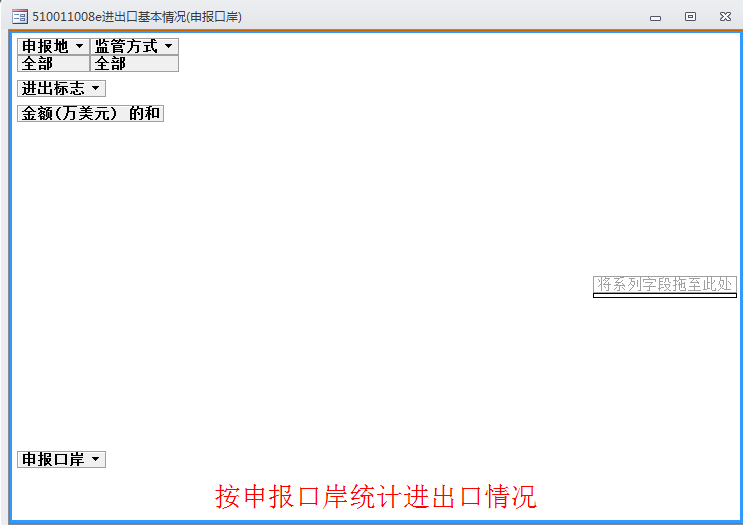 510011008e进出口基本情况(申报口岸)
申报地 监管方式
全部 全部
进出标志
金额(万美元) 的和
将系列字段拖至此处
申报口岸
按申报口岸统计进出口情况